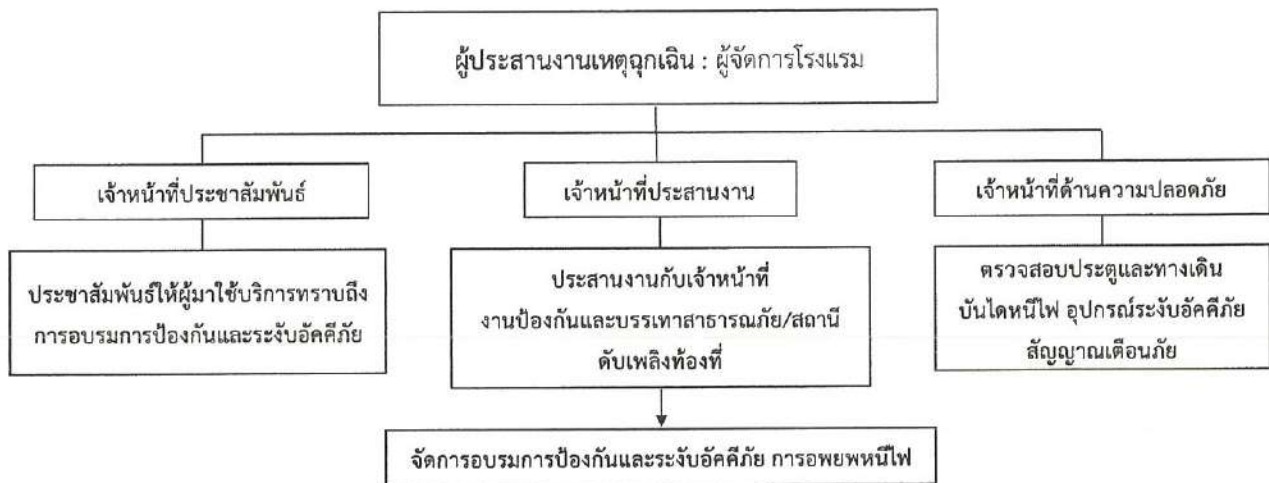 ผู้ประสานงานเหตุฉุกเฉิน : ผู้จัดการโรงแรม
เจ้าหน้าที่ประชาสัมพันธ์
เจ้าหน้าที่ประสานงาน
เจ้าหน้าที่ด้านความปลอดภัย
ประชาสัมพันธ์ให้ผู้มาใช้บริการทราบถึง
การอบรมการป้องกันและระงับอัคคีภัย
ประสานงานกับเจ้าหน้าที่
งานป้องกันและบรรเทาสาธารณภัย/สถานี
ดับเพลิงท้องที่
ตรวจสอบประตูและทางเดิน
บันไดหนีไฟ อุปกรณ์ระงับอัคคีภัย
สัญญาณเตือนภัย
จัดการอบรมการป้องกันและระงับอัคคีภัย การอพยพหนีไฟ